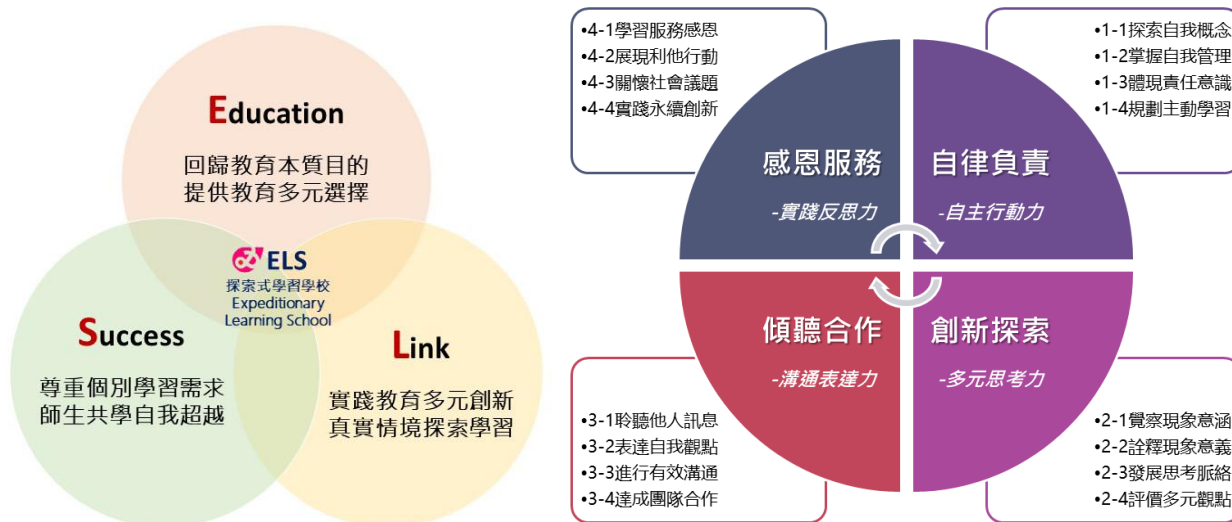 Education
回歸教育本質目的
提供教育多元選擇
ELS
探索式學習學校
Expeditionary
Learning School
Success
尊重個別學習需求
師生共學自我超越
Link
實踐教育多元創新
真實情境探索學習
•4-1學習服務感恩
•4-2展現利他行動
•4-3關懷社會議題
•4-4實踐永續創新
•1-1探索自我概念
•1-2掌握自我管理
•1-3體現責任意識
•1-4規劃主動學習
感恩服務
-實踐反思力
自律負責
-自主行動力
傾聽合作
-溝通表達力
創新探索
-多元思考力
•3-1聆聽他人訊息
•3-2表達自我觀點
•3-3進行有效溝通
•3-4達成團隊合作
•2-1覺察現象意涵
•2-2詮釋現象意義
•2-3發展思考脈絡
•2-4評價多元觀點